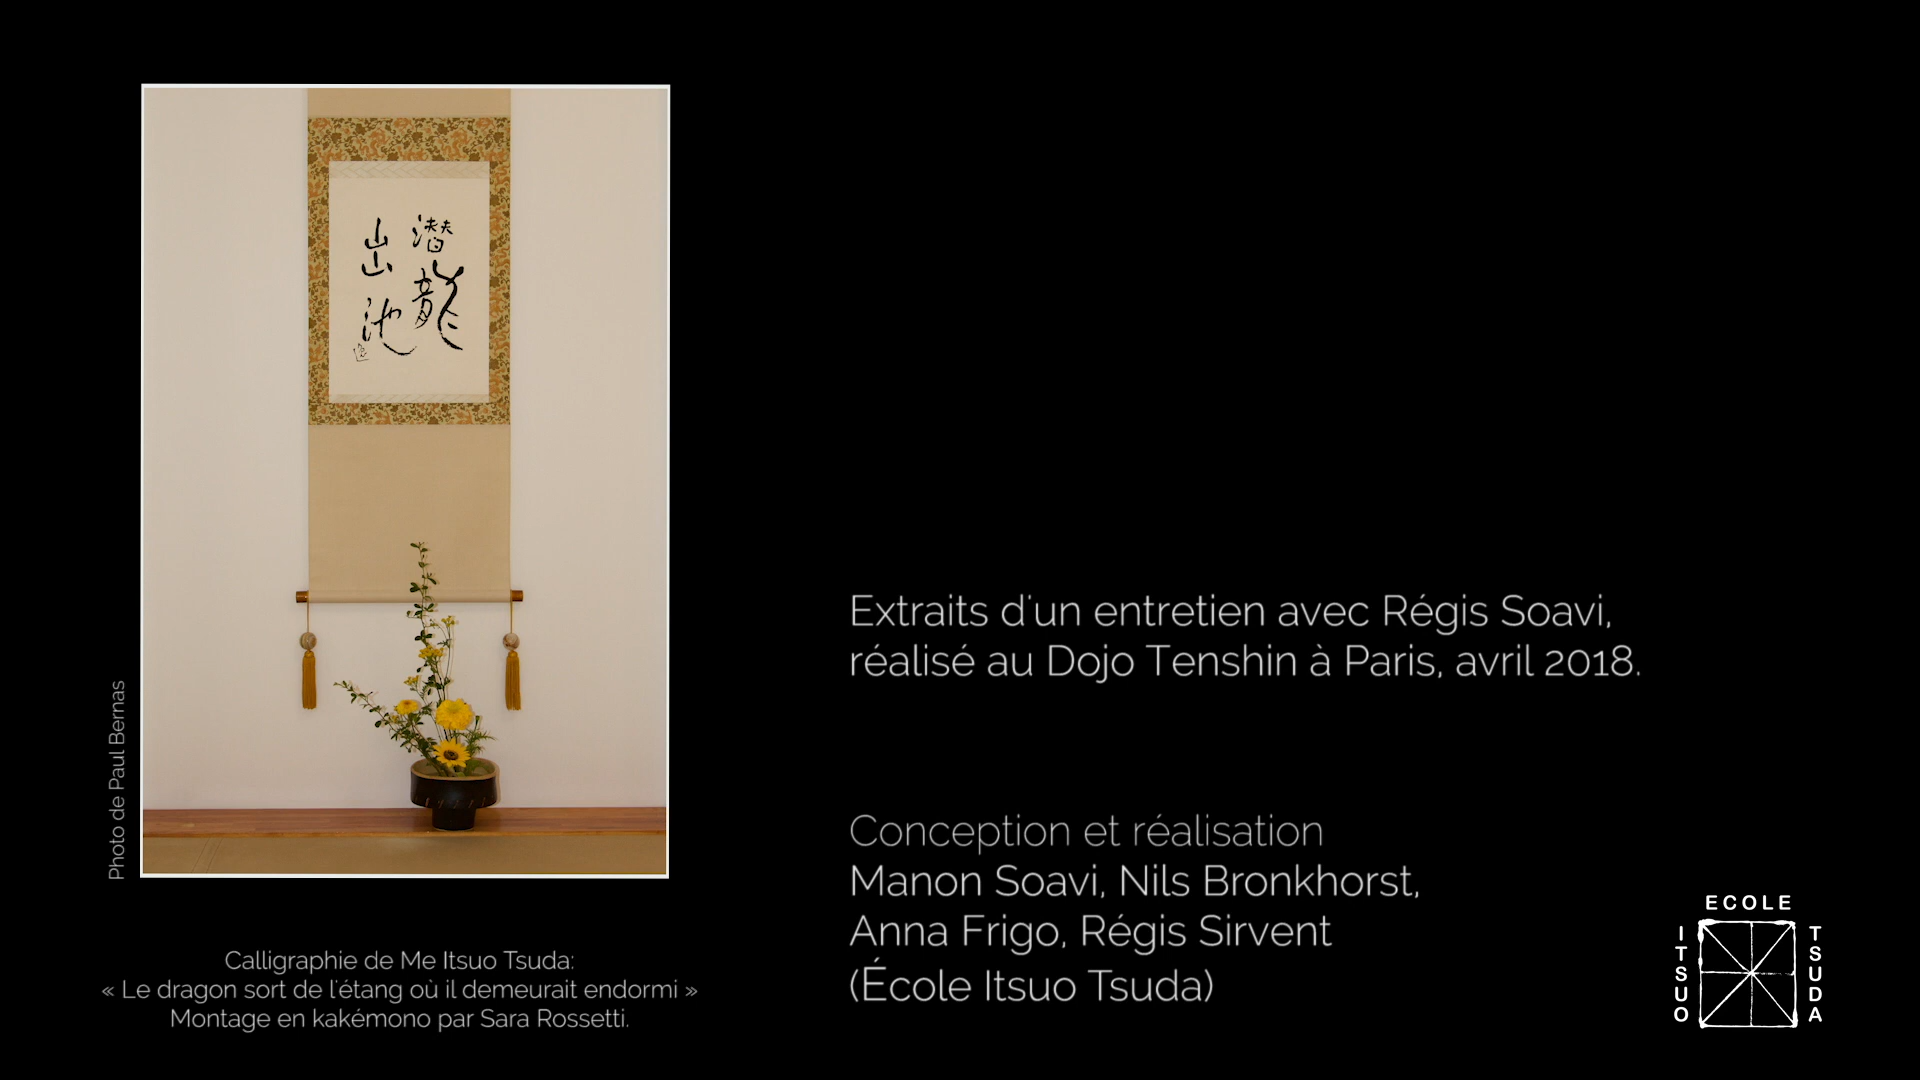 潜龍
出池
Photo de Paul Bernas
Calligraphie de Me Itsuo Tsuda:
« Le dragon sort de l'étang où il demeurait endormi »
Montage en kakémono par Sara Rossetti.
Extraits d'un entretien avec Régis Soavi,
réalisé au Dojo Tenshin à Paris, avril 2018.
Conception et réalisation
Manon Soavi, Nils Bronkhorst,
Anna Frigo, Régis Sirvent
(École Itsuo Tsuda)
ECOLE
ITSUO
TSUDA